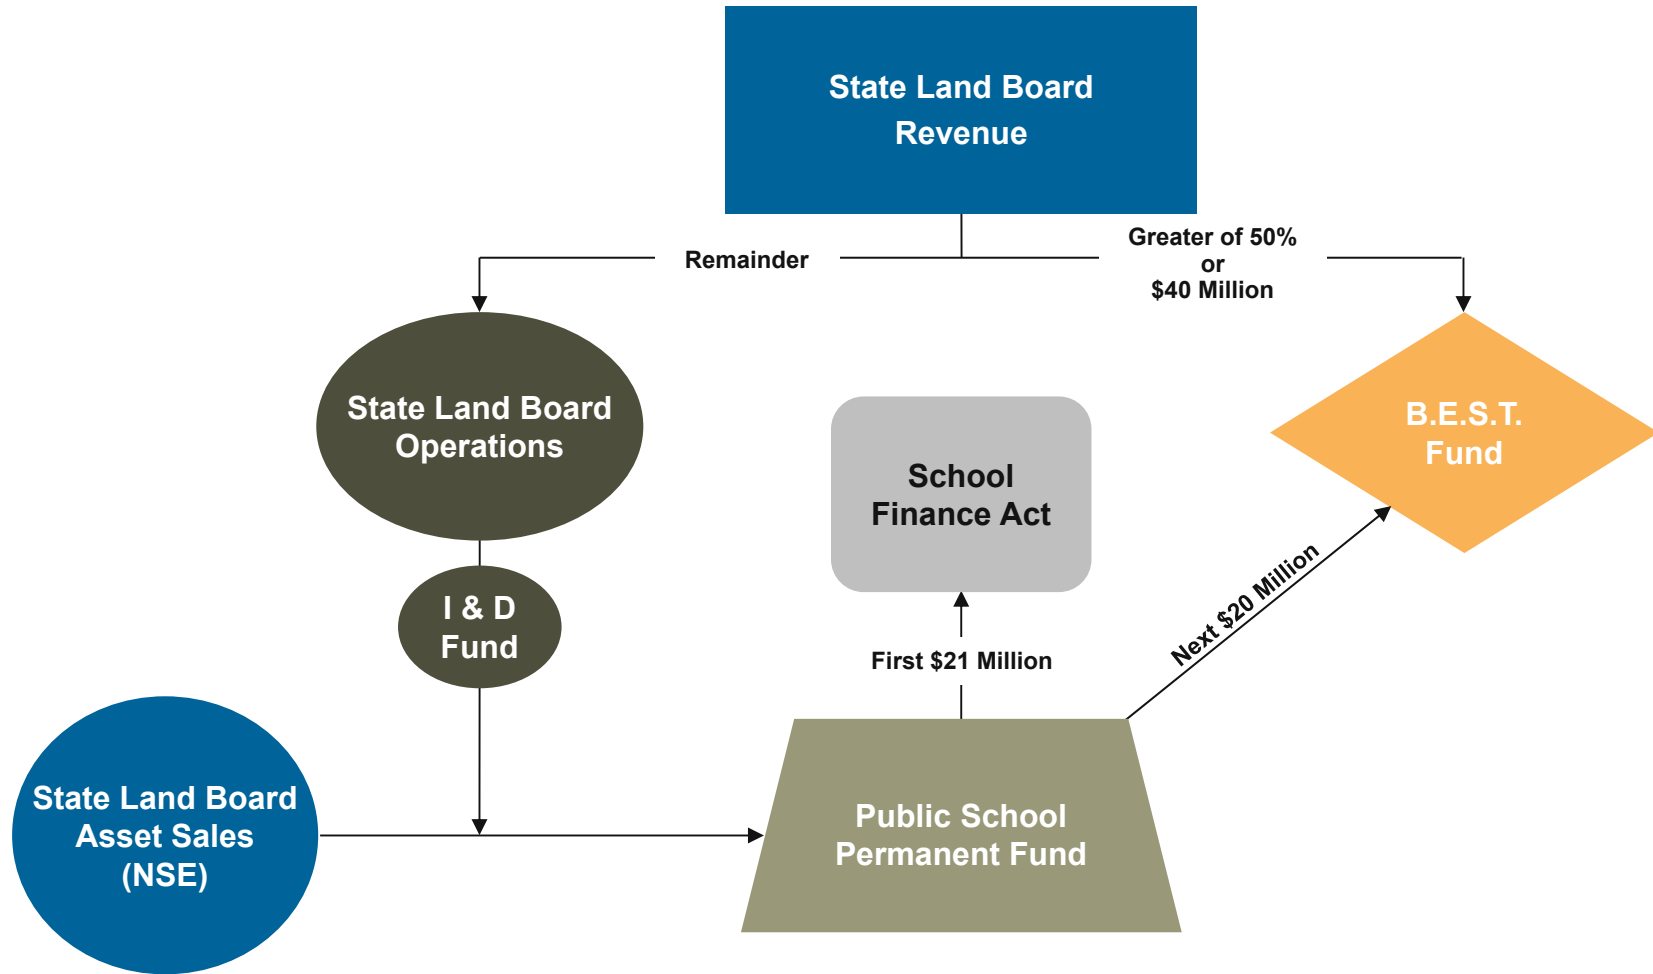 State Land Board
Revenue
Remainder
Greater of 50%
or
$40 Million
State Land Board
Operations
School
Finance Act
B.E.S.T.
Fund
I & D
Fund
First $21 Million
Next $20 Million
State Land Board
Asset Sales
(NSE)
Public School
Permanent Fund